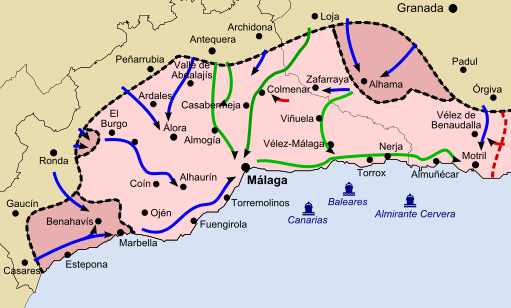 Granada
Loja
Archidona
Antequera
Padul
Peñarrubia
Valle de
Abdalajís
Zafarraya
Alhama
Colmenar
Órgiva
Ardales
Casabermeja
El
Burgo
Viñuela
Vélez de
Benaudalla
Álora
Almogía
Vélez-Málaga
Nerja
Motril
Ronda
Málaga
Torrox
Almuñécar
Coín
Alhaurín
Gaucín
Torremolinos
Baleares
Almirante Cervera
Canarias
Ojén
Benahavís
Fuengirola
Marbella
Casares
Estepona